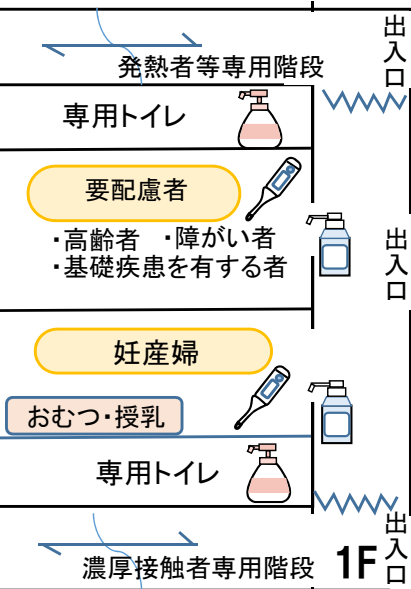 出入口
発熱者等専用階段
専用トイレ
要配慮者
・高齢者 ・障がい者
・基礎疾患を有する者
出入口
妊産婦
おむつ・授乳
専用トイレ
出入口
濃厚接触者専用階段
1F